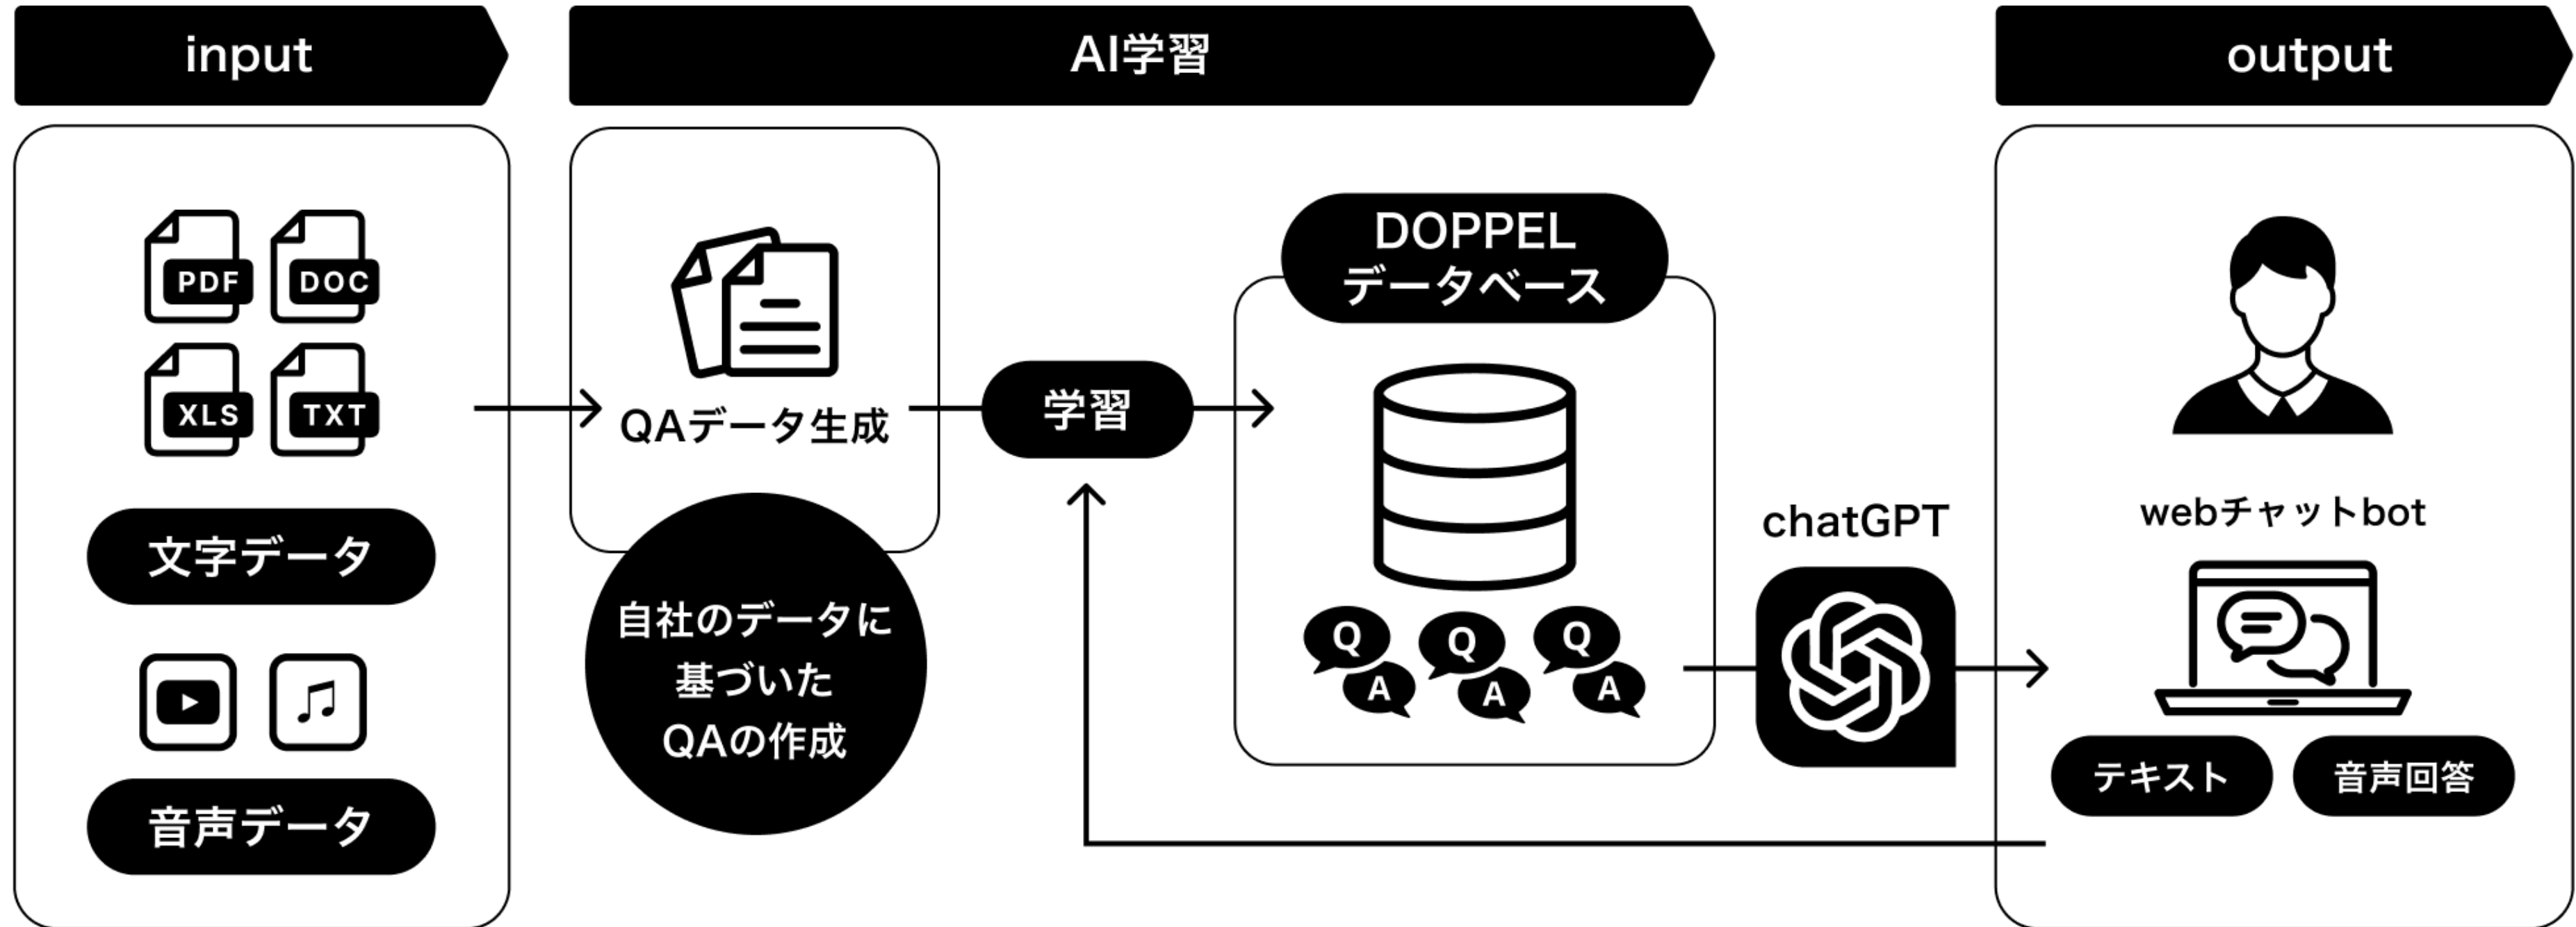 input
AI学習
output
PDF
DOC
XLS
TXT
文字データ
音声データ
QAデータ生成
自社のデータに
基づいた
QAの作成
学習
DOPPEL
データベース
Q
A
Q
A
Q
A
chatGPT
webチャットbot
テキスト
音声回答